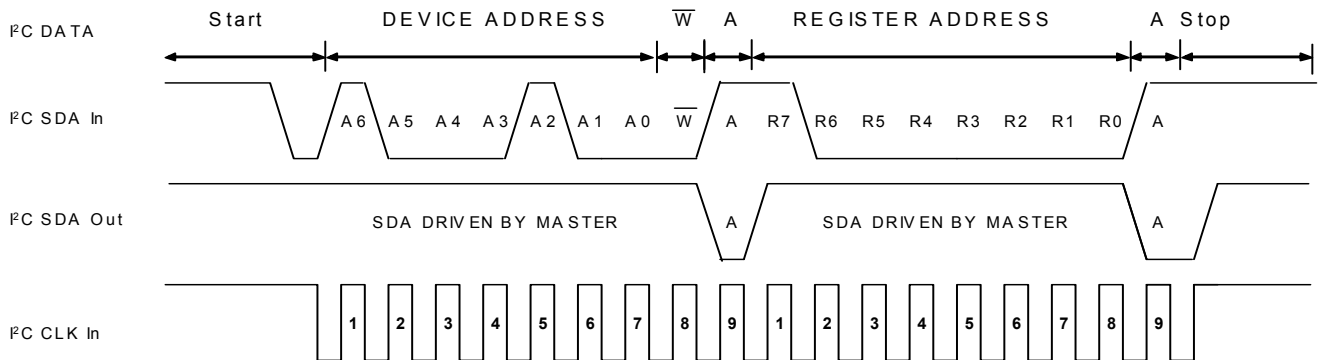 Start DEVICE ADDRESS W̅ A REGISTER ADDRESS A Stop
I²C DATA
I²C SDA In A6 A5 A4 A3 A2 A1 A0 W̅ A R7 R6 R5 R4 R3 R2 R1 R0 A
I²C SDA Out SDA DRIVEN BY MASTER A SDA DRIVEN BY MASTER A
I²C CLK In 1 2 3 4 5 6 7 8 9 1 2 3 4 5 6 7 8 9